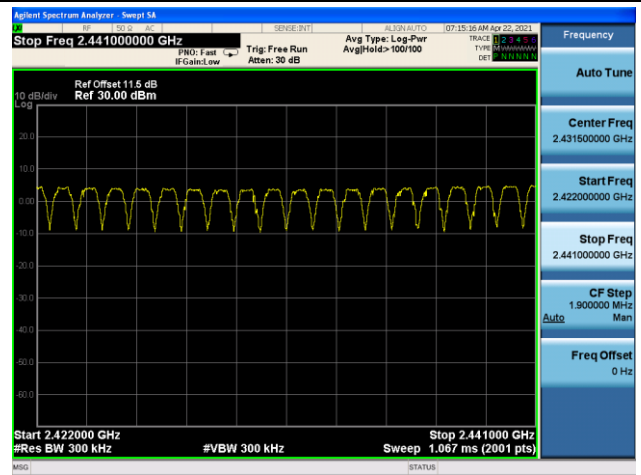 Agilent Spectrum Analyzer - Swept SA
RF 50 Ω AC SENSE:INT ALIGN AUTO 07:15:16 AM Apr 22, 2021
Stop Freq 2.441000000 GHz
PNO: Fast
IFGain:Low
Trig: Free Run
Atten: 30 dB
Avg Type: Log-Pwr
Avg|Hold:>100/100
TRACE 1 2 3 4 5 6
TYPE MWWWWW
DET P N N N N N
Ref Offset 11.5 dB
10 dB/div Ref 30.00 dBm
Log
20.0
10.0
0.00
-10.0
-20.0
-30.0
-40.0
-50.0
-60.0
Start 2.422000 GHz Stop 2.441000 GHz
#Res BW 300 kHz #VBW 300 kHz Sweep 1.067 ms (2001 pts)
MSG STATUS
Frequency
Auto Tune
Center Freq
2.431500000 GHz
Start Freq
2.422000000 GHz
Stop Freq
2.441000000 GHz
CF Step
1.900000 MHz
Auto Man
Freq Offset
0 Hz